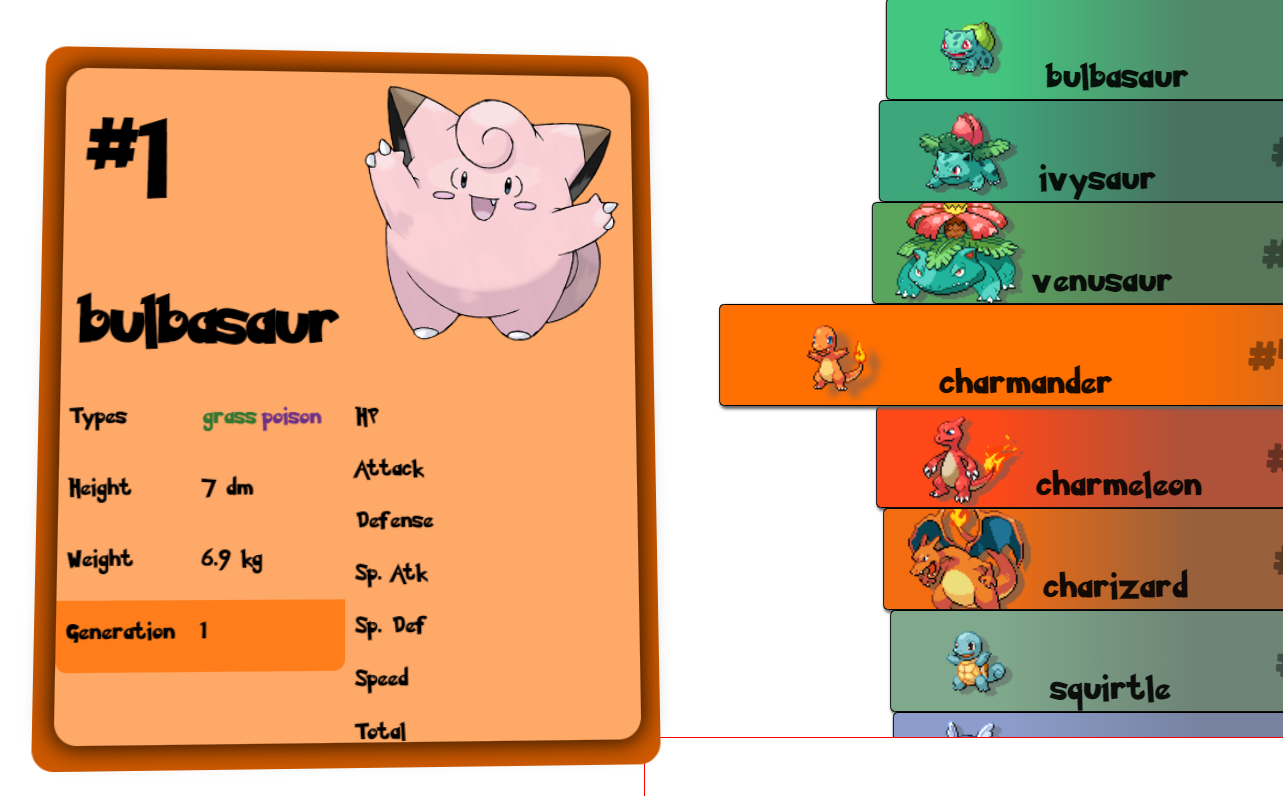 #1
bulbasaur
Types grass poison
Height 7 dm
Weight 6.9 kg
Generation 1
HP
Attack
Defense
Sp. Atk
Sp. Def
Speed
Total
bulbasaur
ivysaur
venusaur
charmander
charmeleon
charizard
squirtle